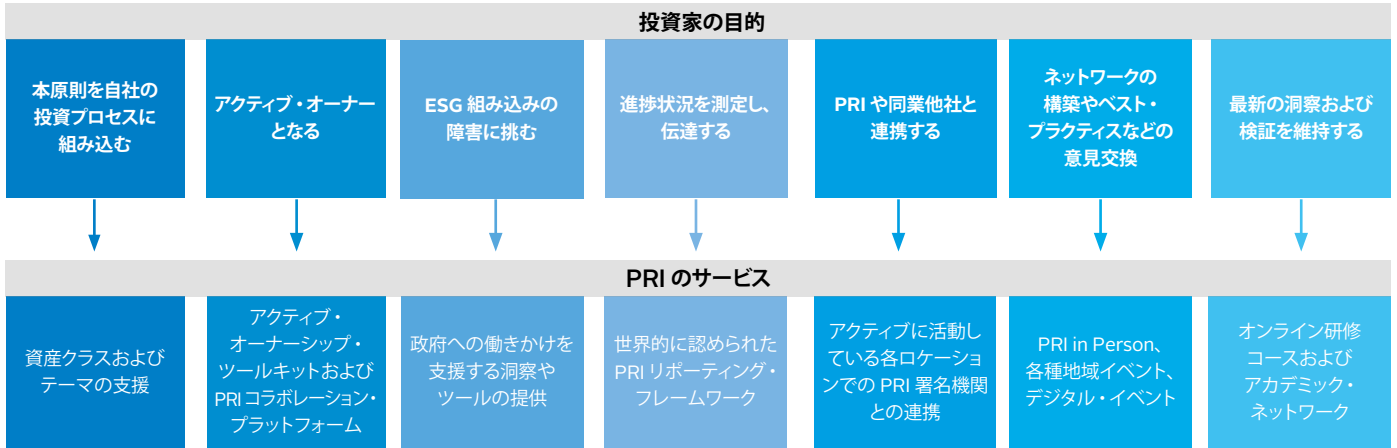 投資家の目的
本原則を自社の
投資プロセスに
組み込む
アクティブ・オーナー
となる
ESG 組み込みの
障害に挑む
進捗状況を測定し、
伝達する
PRI や同業他社と
連携する
ネットワークの
構築やベスト・
プラクティスなどの
意見交換
最新の洞察および
検証を維持する
PRI のサービス
資産クラスおよび
テーマの支援
アクティブ・
オーナーシップ・
ツールキットおよび
PRI コラボレーション・
プラットフォーム
政府への働きかけを
支援する洞察や
ツールの提供
世界的に認められた
PRI リポーティング・
フレームワーク
アクティブに活動し
ている各ロケーショ
ンでの PRI 署名機関
との連携
PRI in Person、
各種地域イベント、
デジタル・イベント
オンライン研修
コースおよび
アカデミック・
ネットワーク